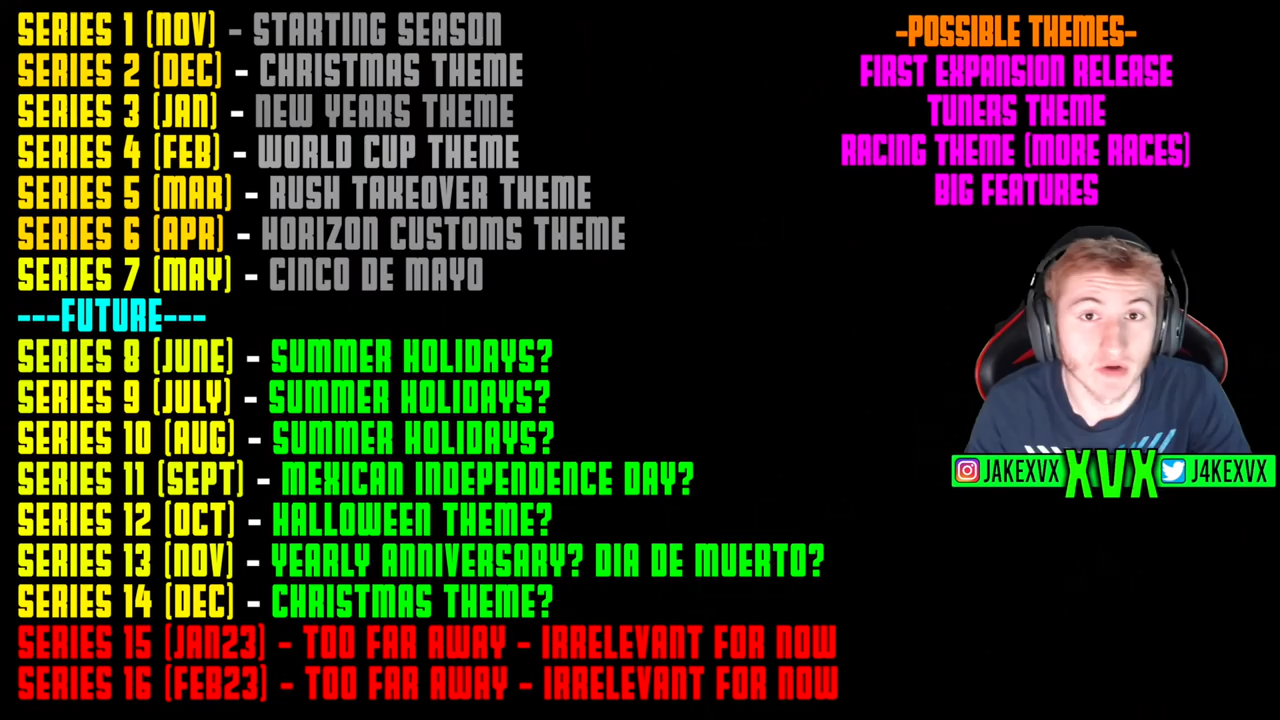 SERIES 1 (NOV) - STARTING SEASON
SERIES 2 (DEC) - CHRISTMAS THEME
SERIES 3 (JAN) - NEW YEARS THEME
SERIES 4 (FEB) - WORLD CUP THEME
SERIES 5 (MAR) - RUSH TAKEOVER THEME
SERIES 6 (APR) - HORIZON CUSTOMS THEME
SERIES 7 (MAY) - CINCO DE MAYO
---FUTURE---
SERIES 8 (JUNE) - SUMMER HOLIDAYS?
SERIES 9 (JULY) - SUMMER HOLIDAYS?
SERIES 10 (AUG) - SUMMER HOLIDAYS?
SERIES 11 (SEPT) - MEXICAN INDEPENDENCE DAY?
SERIES 12 (OCT) - HALLOWEEN THEME?
SERIES 13 (NOV) - YEARLY ANNIVERSARY? DIA DE MUERTO?
SERIES 14 (DEC) - CHRISTMAS THEME?
SERIES 15 (JAN23) - TOO FAR AWAY - IRRELEVANT FOR NOW
SERIES 16 (FEB23) - TOO FAR AWAY - IRRELEVANT FOR NOW
-POSSIBLE THEMES-
FIRST EXPANSION RELEASE
TUNERS THEME
RACING THEME (MORE RACES)
BIG FEATURES
JAKEXVX XVX J4KEXVX